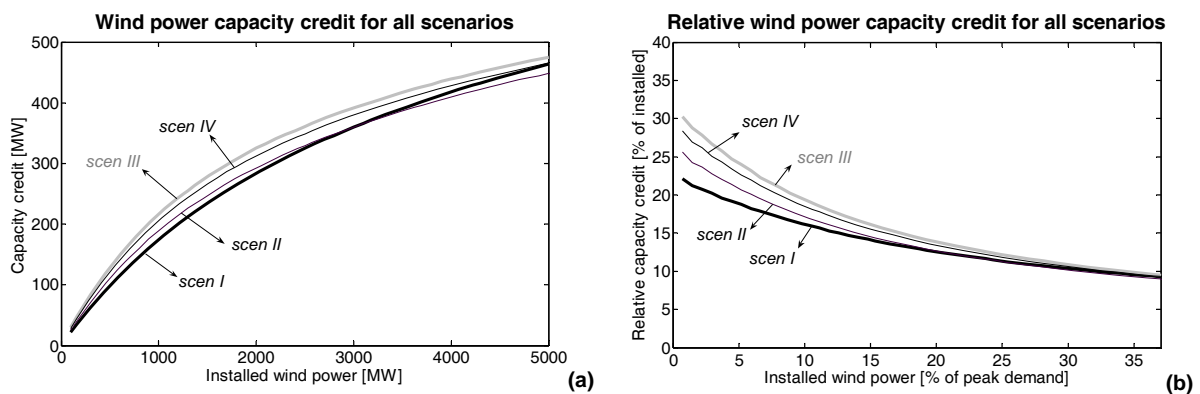 Wind power capacity credit for all scenarios
500
400
300
200
100
0
Capacity credit [MW]
scen IV
scen III
scen II
scen I
0 1000 2000 3000 4000 5000
Installed wind power [MW]
(a)
Relative wind power capacity credit for all scenarios
40
35
30
25
20
15
10
5
0
Relative capacity credit [% of installed]
scen IV
scen III
scen II
scen I
0 5 10 15 20 25 30 35
Installed wind power [% of peak demand]
(b)